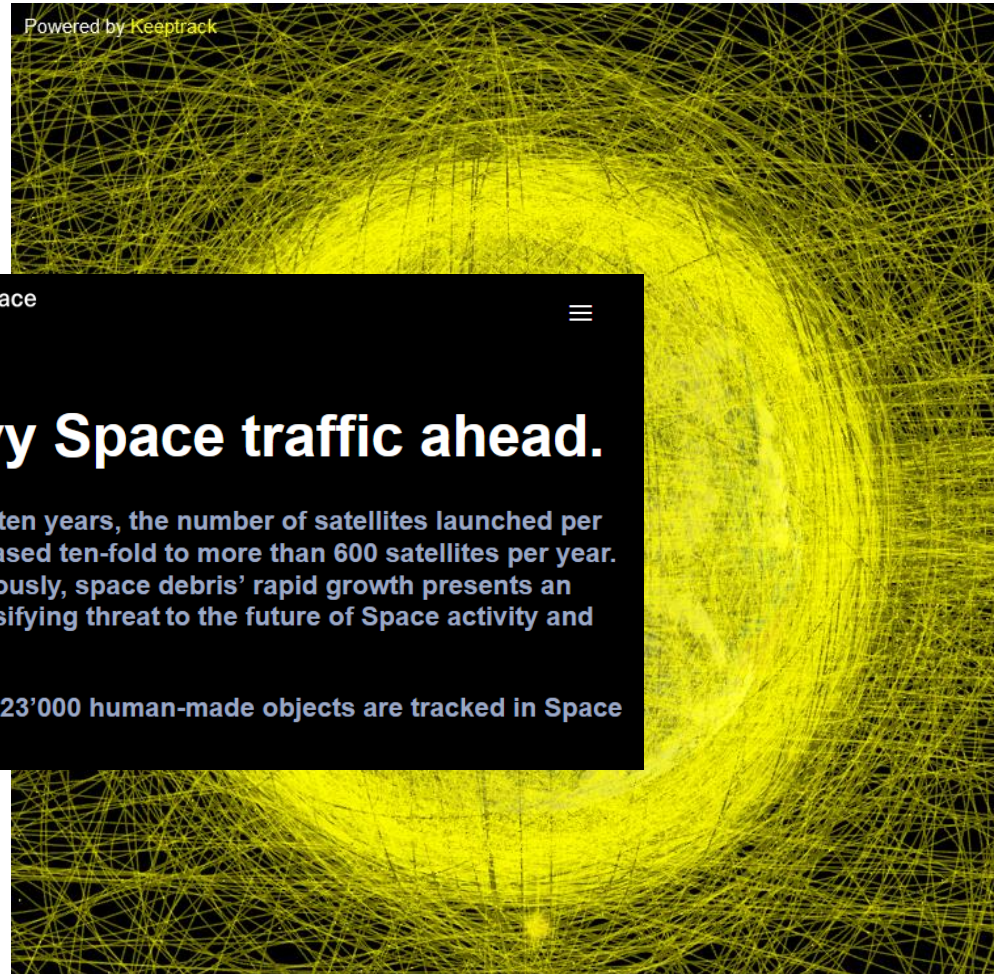 Powered by Keeptrack
ace
y Space traffic ahead.
ten years, the number of satellites launched per
ased ten-fold to more than 600 satellites per year.
ously, space debris’ rapid growth presents an
sifying threat to the future of Space activity and
23’000 human-made objects are tracked in Space